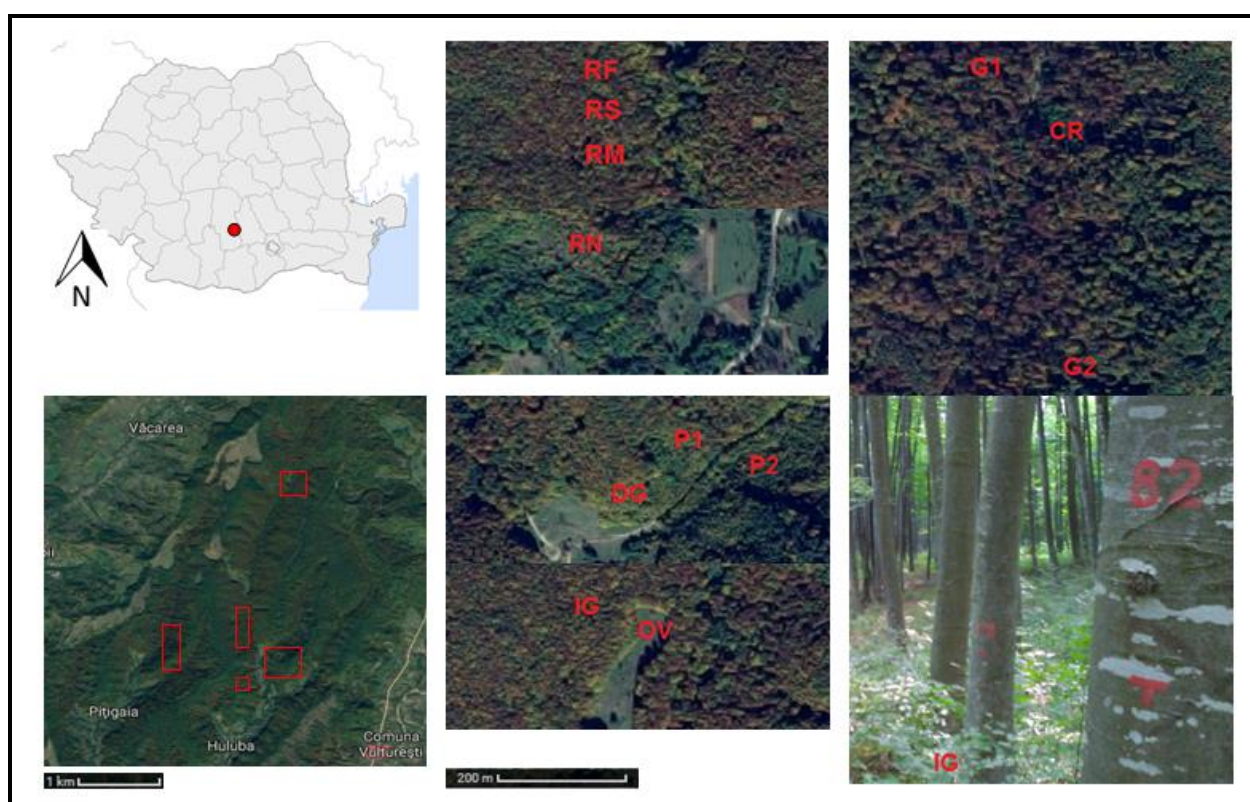 N
RF
RS
RM
RN
G1
CR
G2
Văcarea
Pițigaia
Huluba
Comuna
Vulturești
1 km
P1
P2
DG
IG
OV
200 m
82
T
IG